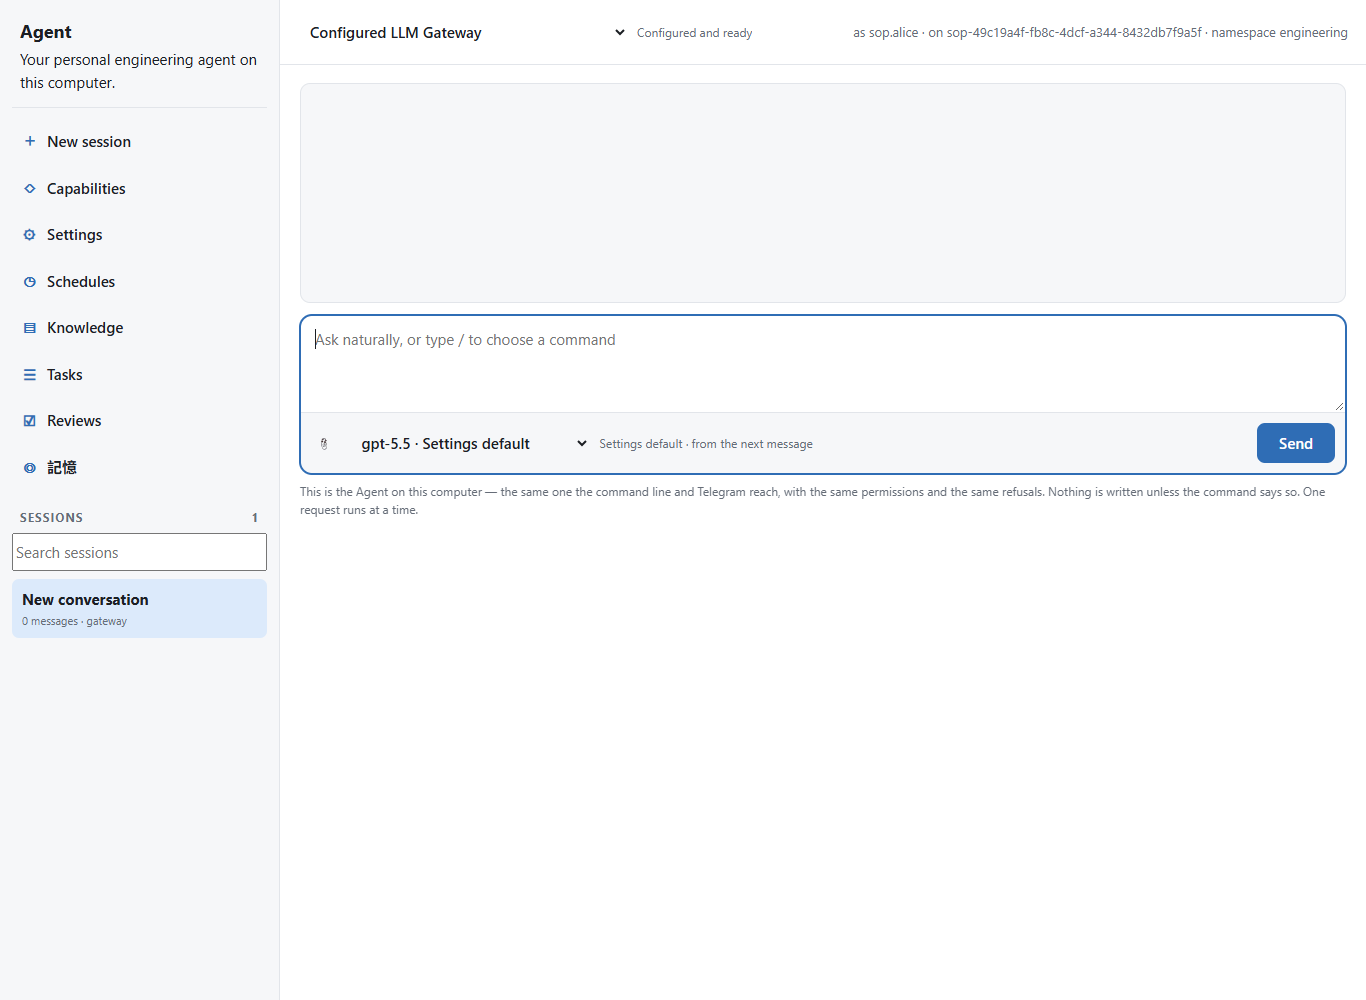 Agent
Your personal engineering agent on
this computer.
New session
Capabilities
Settings
Schedules
Knowledge
Tasks
Reviews
記憶
SESSIONS 1
Search sessions
New conversation
0 messages · gateway
Configured LLM Gateway
Configured and ready
as sop.alice · on sop-49c19a4f-fb8c-4dcf-a344-8432db7f9a5f · namespace engineering
Ask naturally, or type / to choose a command
gpt-5.5 · Settings default
Settings default · from the next message
Send
This is the Agent on this computer — the same one the command line and Telegram reach, with the same permissions and the same refusals. Nothing is written unless the command says so. One
request runs at a time.